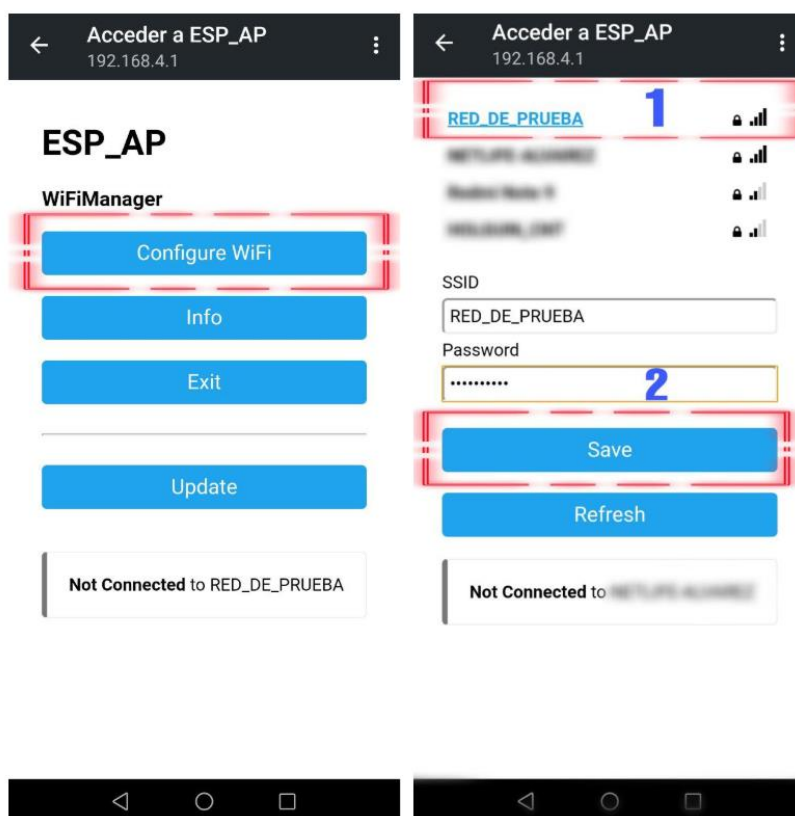 Acceder a ESP_AP
192.168.4.1
ESP_AP
WiFiManager
Configure WiFi
Info
Exit
Update
Not Connected to RED_DE_PRUEBA
Acceder a ESP_AP
192.168.4.1
RED_DE_PRUEBA
1
SSID
RED_DE_PRUEBA
Password
••••••••••
2
Save
Refresh
Not Connected to